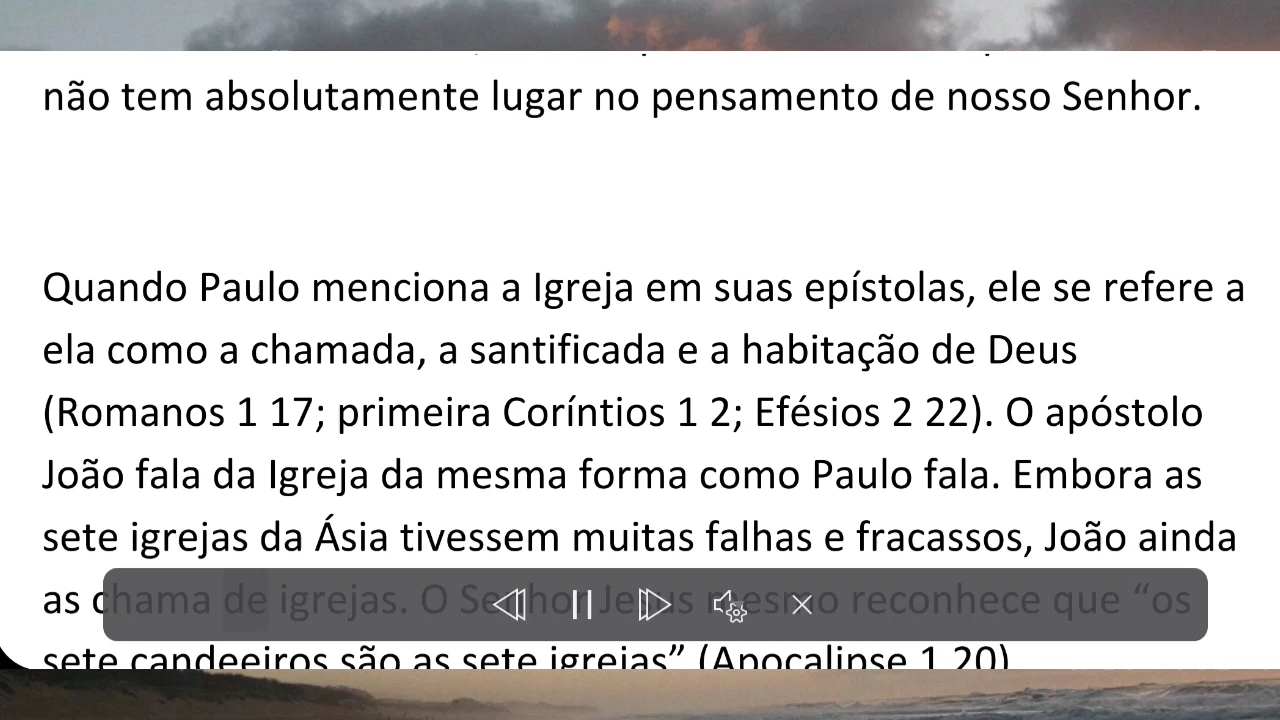 não tem absolutamente lugar no pensamento de nosso Senhor.
Quando Paulo menciona a Igreja em suas epístolas, ele se refere a
ela como a chamada, a santificada e a habitação de Deus
(Romanos 1 17; primeira Coríntios 1 2; Efésios 2 22). O apóstolo
João fala da Igreja da mesma forma como Paulo fala. Embora as
sete igrejas da Ásia tivessem muitas falhas e fracassos, João ainda
as chama de igrejas. O Senhor Jesus mesmo reconhece que “os
sete candeeiros são as sete igrejas” (Apocalipse 1 20)